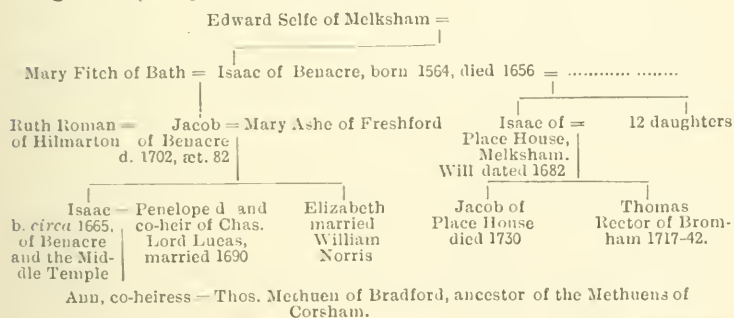 Edward Selfe of Melksham =
Mary Fitch of Bath = Isaac of Benacre, born 1564, died 1656 = ............ ........
Ruth Roman = Jacob = Mary Ashe of Freshford Isaac of = 12 daughters
of Hilmarton of Benacre Place House,
d. 1702, æt. 82 Melksham.
Will dated 1682
Isaac = Penelope d and Elizabeth Jacob of Thomas
b. circa 1665, co-heir of Chas. married Place House Rector of Brom-
of Benacre Lord Lucas, William died 1730 ham 1717-42.
and the Mid- married 1690 Norris
dle Temple
Ann, co-heiress = Thos. Methuen of Bradford, ancestor of the Methuens of
Corsham.